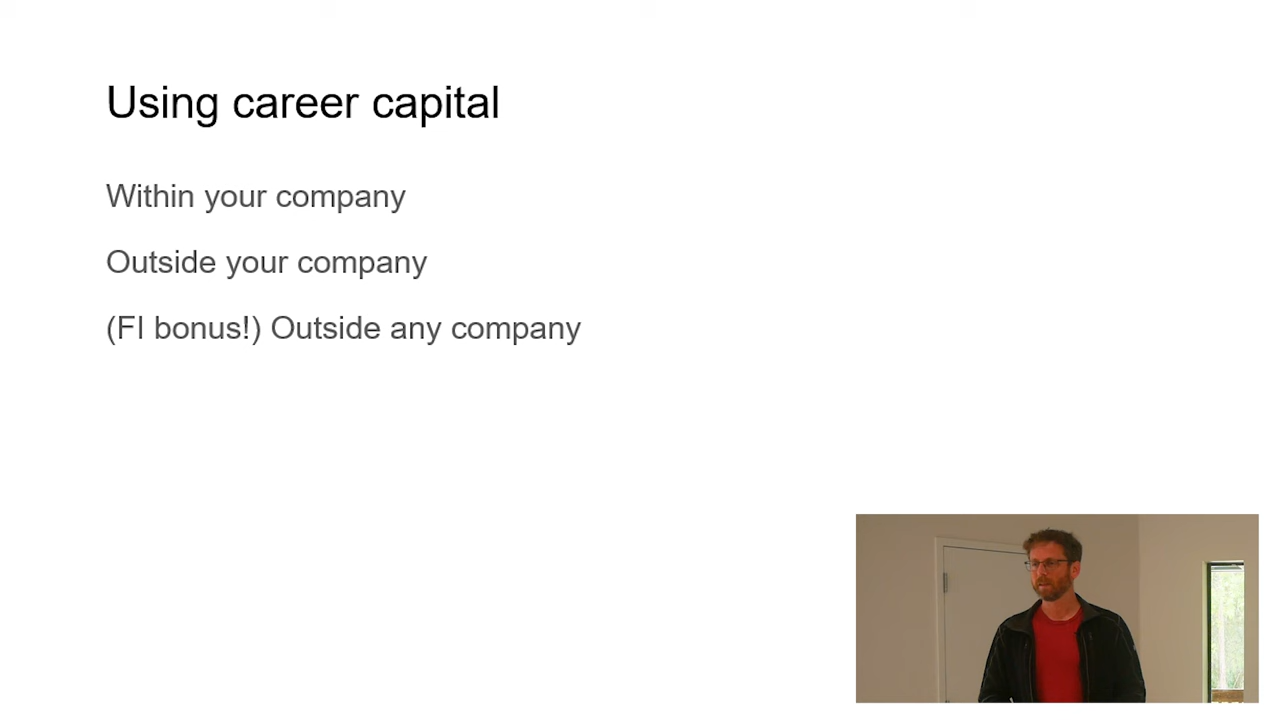 Using career capital
Within your company
Outside your company
(FI bonus!) Outside any company